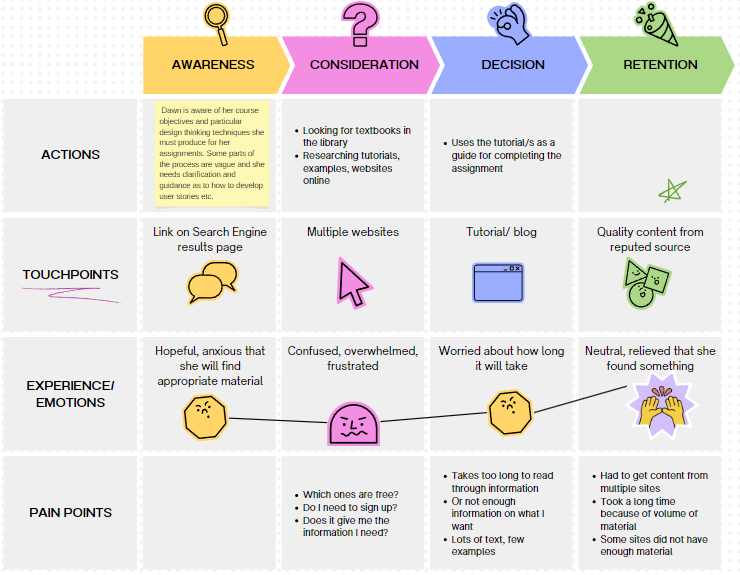 AWARENESS
CONSIDERATION
DECISION
RETENTION
ACTIONS
Dawn is aware of her course
objectives and particular
design thinking techniques she
must produce for her
assignments. Some parts of
the process are vague and she
needs clarification and
guidance as to how to develop
user stories etc.
• Looking for textbooks in
the library
• Researching tutorials,
examples, websites
online
• Uses the tutorial/s as a
guide for completing the
assignment
TOUCHPOINTS
Link on Search Engine
results page
Multiple websites
Tutorial/ blog
Quality content from
reputed source
EXPERIENCE/
EMOTIONS
Hopeful, anxious that
she will find
appropriate material
Confused, overwhelmed,
frustrated
Worried about how long
it will take
Neutral, relieved that she
found something
PAIN POINTS
• Which ones are free?
• Do I need to sign up?
• Does it give me the
information I need?
• Takes too long to read
through information
• Or not enough
information on what I
want
• Lots of text, few
examples
• Had to get content from
multiple sites
• Took a long time
because of volume of
material
• Some sites did not have
enough material